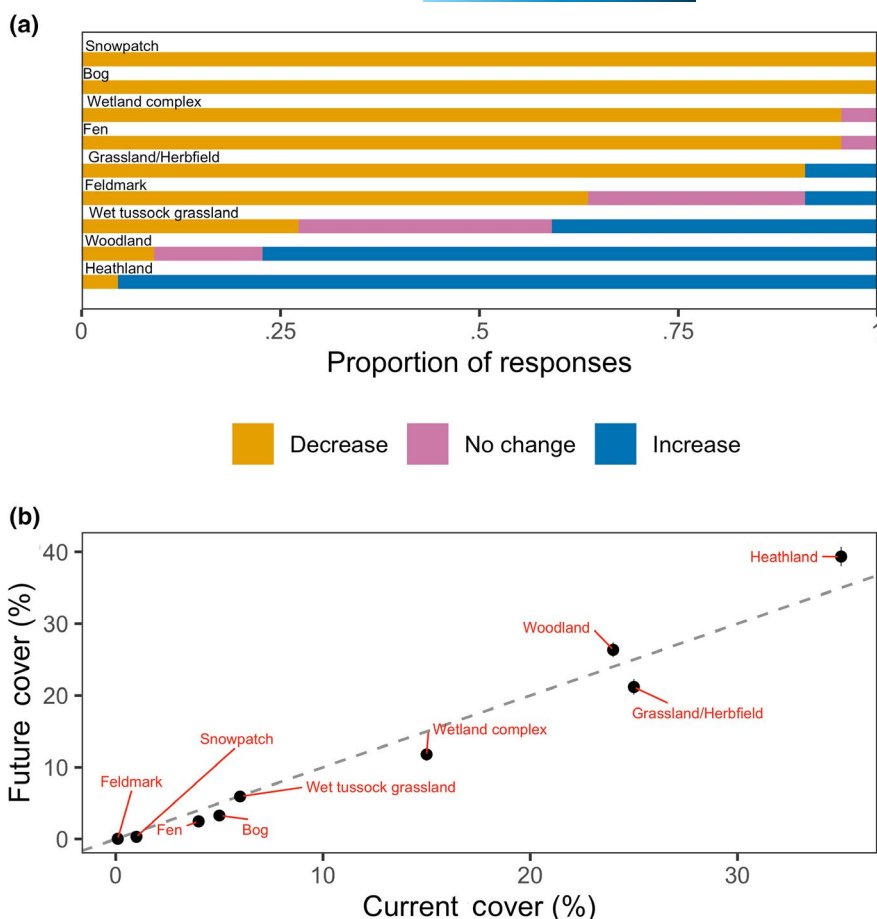 (a)
Snowpatch
Bog
Wetland complex
Fen
Grassland/Herbfield
Feldmark
Wet tussock grassland
Woodland
Heathland
0 .25 .5 .75 1
Proportion of responses
Decrease No change Increase
(b)
40
30
20
10
0
Future cover (%)
Heathland
Woodland
Grassland/Herbfield
Wetland complex
Snowpatch
Feldmark
Wet tussock grassland
Fen
Bog
0 10 20 30
Current cover (%)